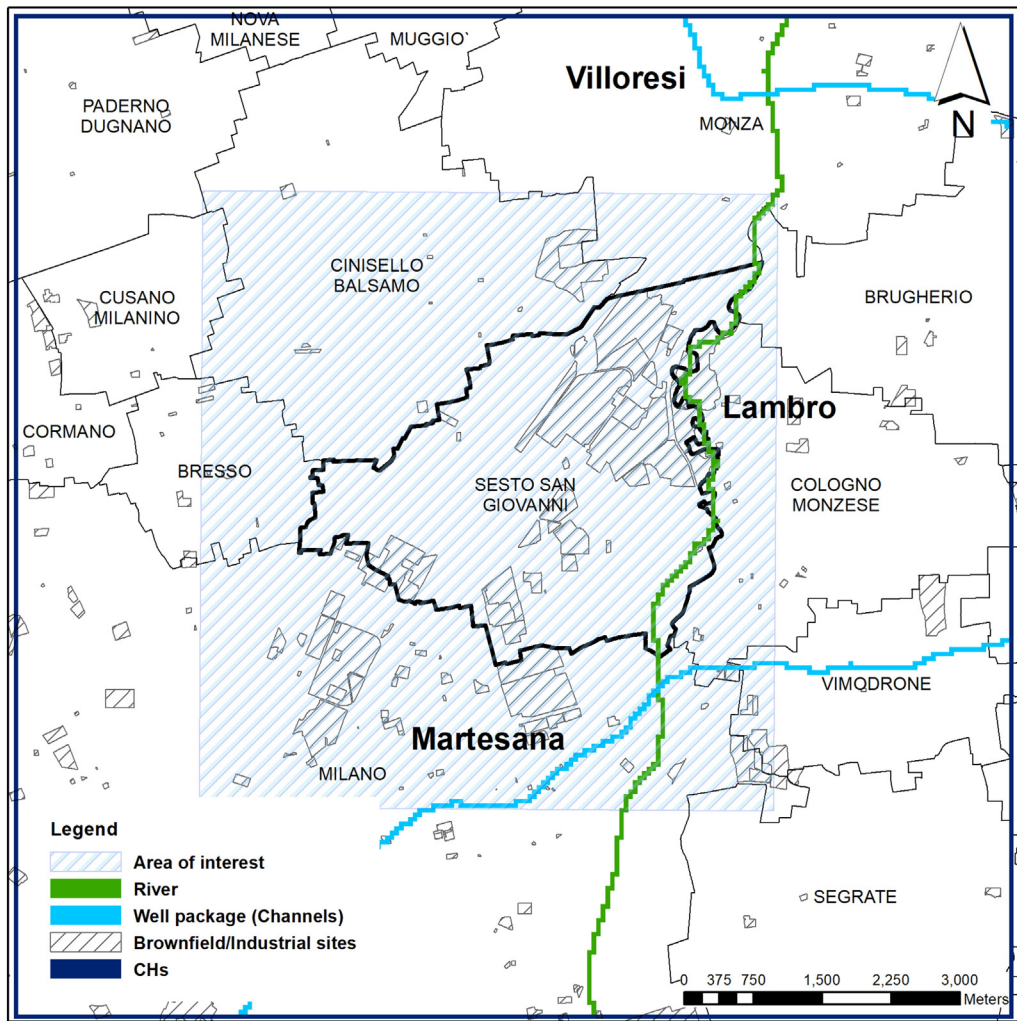 NOVA
MILANESE
MUGGIO'
Villoresi
PADERNO
DUGNANO
MONZA
N
CINISELLO
BALSAMO
CUSANO
MILANINO
BRUGHERIO
Lambro
CORMANO
BRESSO
SESTO SAN
GIOVANNI
COLOGNO
MONZESE
VIMODRONE
Martesana
MILANO
Legend
Area of interest
River
Well package (Channels)
Brownfield/Industrial sites
CHs
SEGRATE
0 375 750 1,500 2,250 3,000
Meters